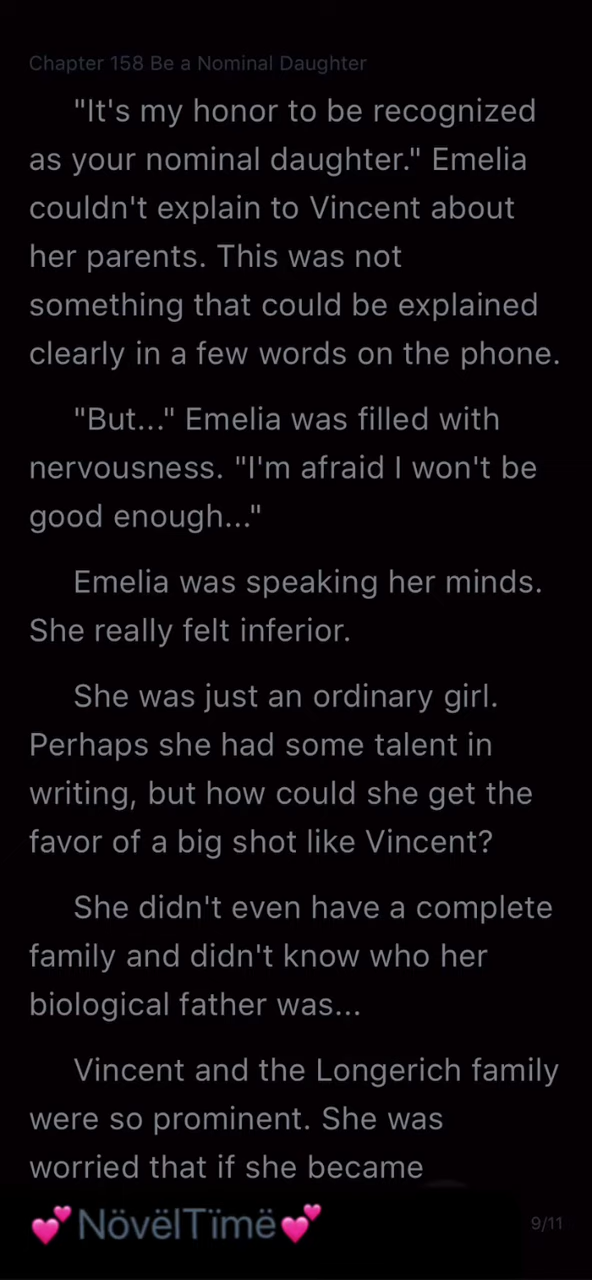 Chapter 158 Be a Nominal Daughter
"It's my honor to be recognized
as your nominal daughter." Emelia
couldn't explain to Vincent about
her parents. This was not
something that could be explained
clearly in a few words on the phone.
"But..." Emelia was filled with
nervousness. "I'm afraid I won't be
good enough..."
Emelia was speaking her minds.
She really felt inferior.
She was just an ordinary girl.
Perhaps she had some talent in
writing, but how could she get the
favor of a big shot like Vincent?
She didn't even have a complete
family and didn't know who her
biological father was...
Vincent and the Longerich family
were so prominent. She was
worried that if she became
💕NövëlTïmë💕
9/11